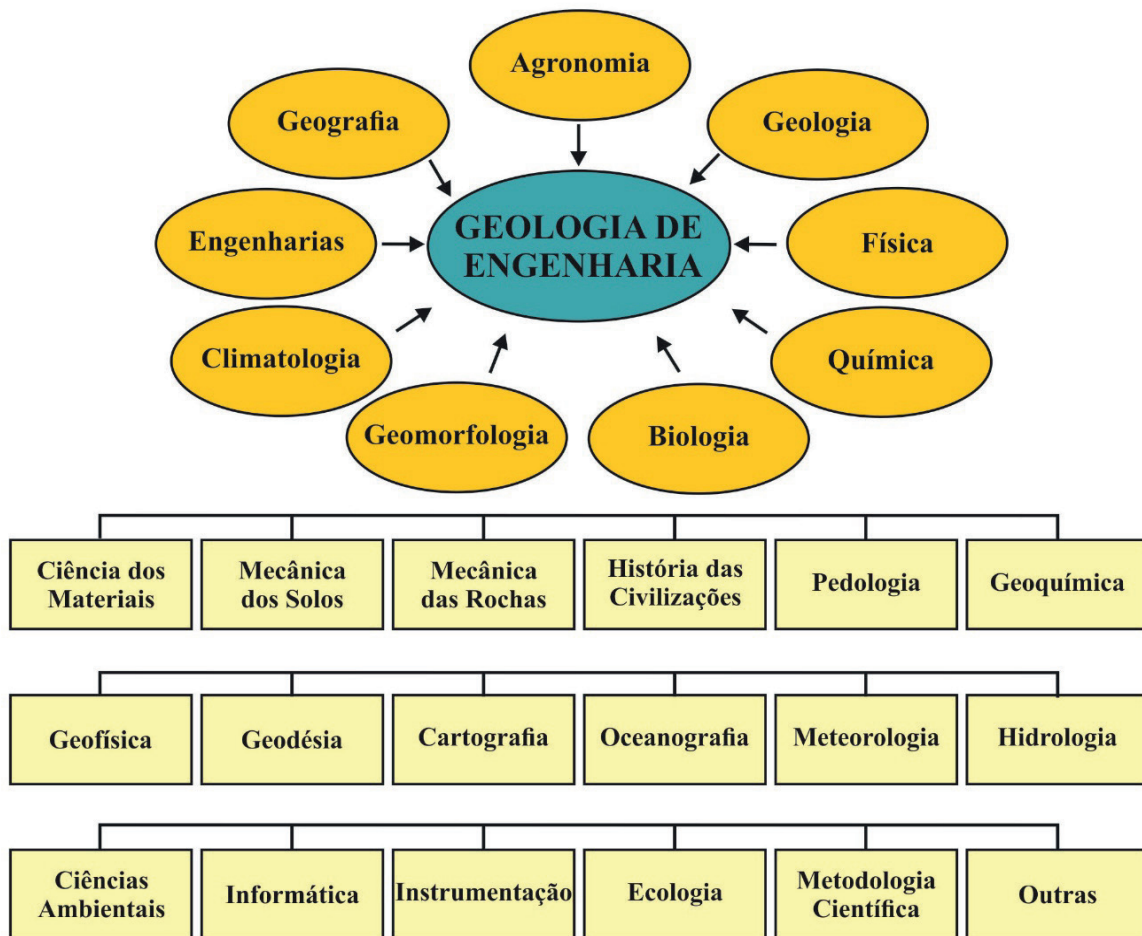 Agronomia
Geografia
Geologia
GEOLOGIA DE
ENGENHARIA
Engenharias
Física
Climatologia
Química
Geomorfologia
Biologia
Ciência dos
Materiais
Mecânica
dos Solos
Mecânica
das Rochas
História das
Civilizações
Pedologia
Geoquímica
Geofísica
Geodésia
Cartografia
Oceanografia
Meteorologia
Hidrologia
Ciências
Ambientais
Informática
Instrumentação
Ecologia
Metodologia
Científica
Outras